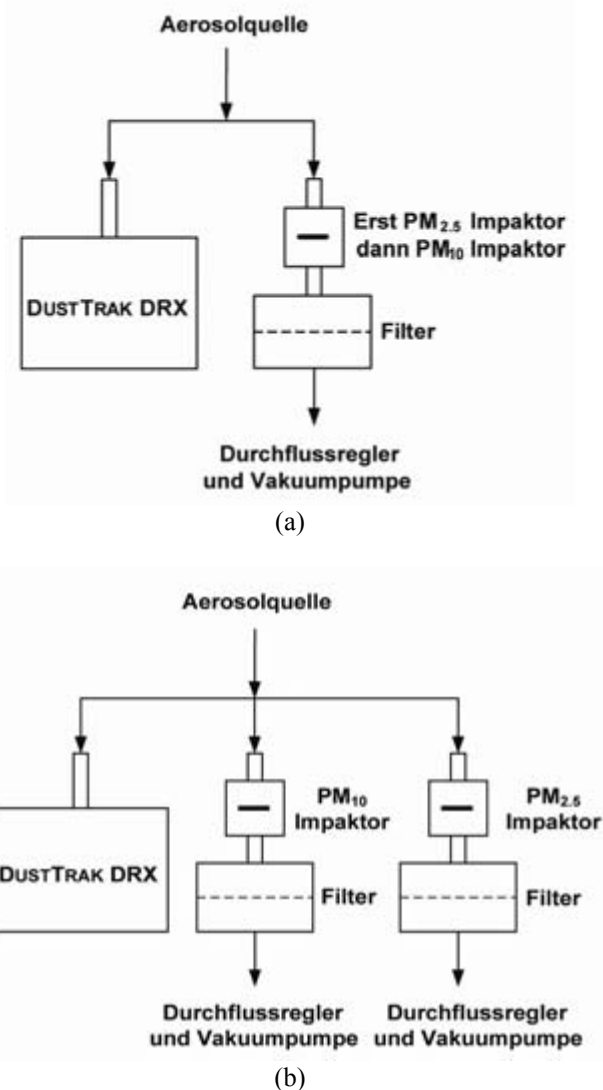 Aerosolquelle
Erst PM₂.₅ Impaktor
dann PM₁₀ Impaktor
DUSTTRAK DRX
Filter
Durchflussregler
und Vakuumpumpe
(a)
Aerosolquelle
PM₁₀
Impaktor
PM₂.₅
Impaktor
DUSTTRAK DRX
Filter
Filter
Durchflussregler
und Vakuumpumpe
Durchflussregler
und Vakuumpumpe
(b)